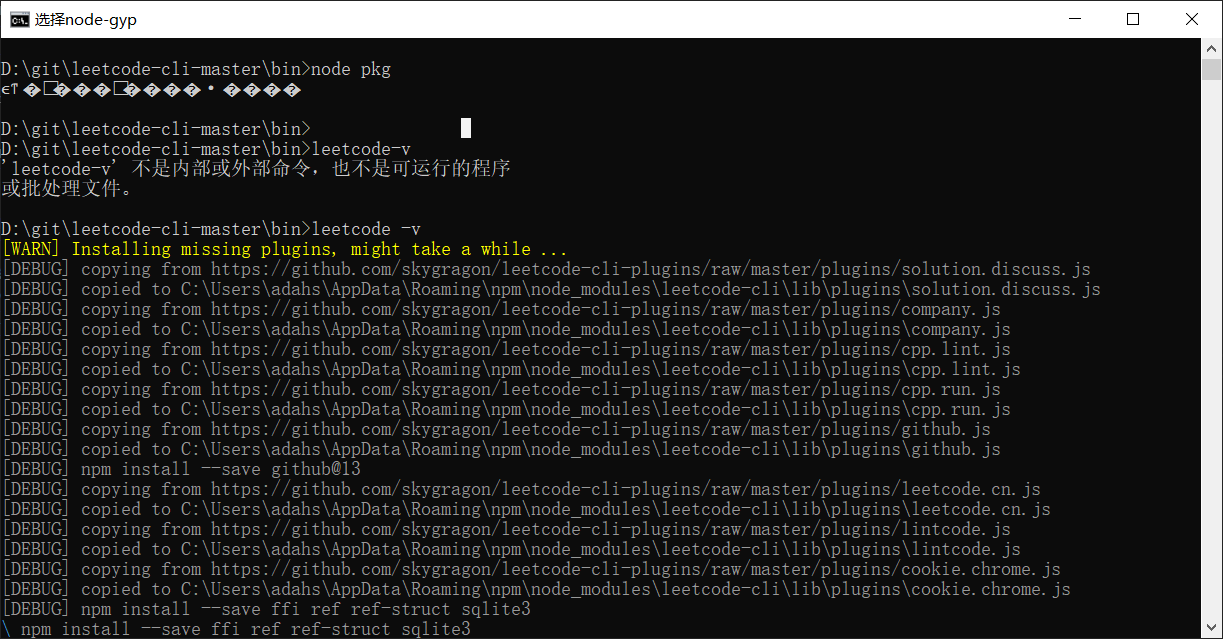 选择node-gyp
D:\git\leetcode-cli-master\bin>node pkg
D:\git\leetcode-cli-master\bin>
D:\git\leetcode-cli-master\bin>leetcode-v
'leetcode-v' 不是内部或外部命令，也不是可运行的程序
或批处理文件。
D:\git\leetcode-cli-master\bin>leetcode -v
[WARN] Installing missing plugins, might take a while ...
[DEBUG] copying from https://github.com/skygragon/leetcode-cli-plugins/raw/master/plugins/solution.discuss.js
[DEBUG] copied to C:\Users\adahs\AppData\Roaming\npm\node_modules\leetcode-cli\lib\plugins\solution.discuss.js
[DEBUG] copying from https://github.com/skygragon/leetcode-cli-plugins/raw/master/plugins/company.js
[DEBUG] copied to C:\Users\adahs\AppData\Roaming\npm\node_modules\leetcode-cli\lib\plugins\company.js
[DEBUG] copying from https://github.com/skygragon/leetcode-cli-plugins/raw/master/plugins/cpp.lint.js
[DEBUG] copied to C:\Users\adahs\AppData\Roaming\npm\node_modules\leetcode-cli\lib\plugins\cpp.lint.js
[DEBUG] copying from https://github.com/skygragon/leetcode-cli-plugins/raw/master/plugins/cpp.run.js
[DEBUG] copied to C:\Users\adahs\AppData\Roaming\npm\node_modules\leetcode-cli\lib\plugins\cpp.run.js
[DEBUG] copying from https://github.com/skygragon/leetcode-cli-plugins/raw/master/plugins/github.js
[DEBUG] copied to C:\Users\adahs\AppData\Roaming\npm\node_modules\leetcode-cli\lib\plugins\github.js
[DEBUG] npm install --save github@13
[DEBUG] copying from https://github.com/skygragon/leetcode-cli-plugins/raw/master/plugins/leetcode.cn.js
[DEBUG] copied to C:\Users\adahs\AppData\Roaming\npm\node_modules\leetcode-cli\lib\plugins\leetcode.cn.js
[DEBUG] copying from https://github.com/skygragon/leetcode-cli-plugins/raw/master/plugins/lintcode.js
[DEBUG] copied to C:\Users\adahs\AppData\Roaming\npm\node_modules\leetcode-cli\lib\plugins\lintcode.js
[DEBUG] copying from https://github.com/skygragon/leetcode-cli-plugins/raw/master/plugins/cookie.chrome.js
[DEBUG] copied to C:\Users\adahs\AppData\Roaming\npm\node_modules\leetcode-cli\lib\plugins\cookie.chrome.js
[DEBUG] npm install --save ffi ref ref-struct sqlite3
\ npm install --save ffi ref ref-struct sqlite3